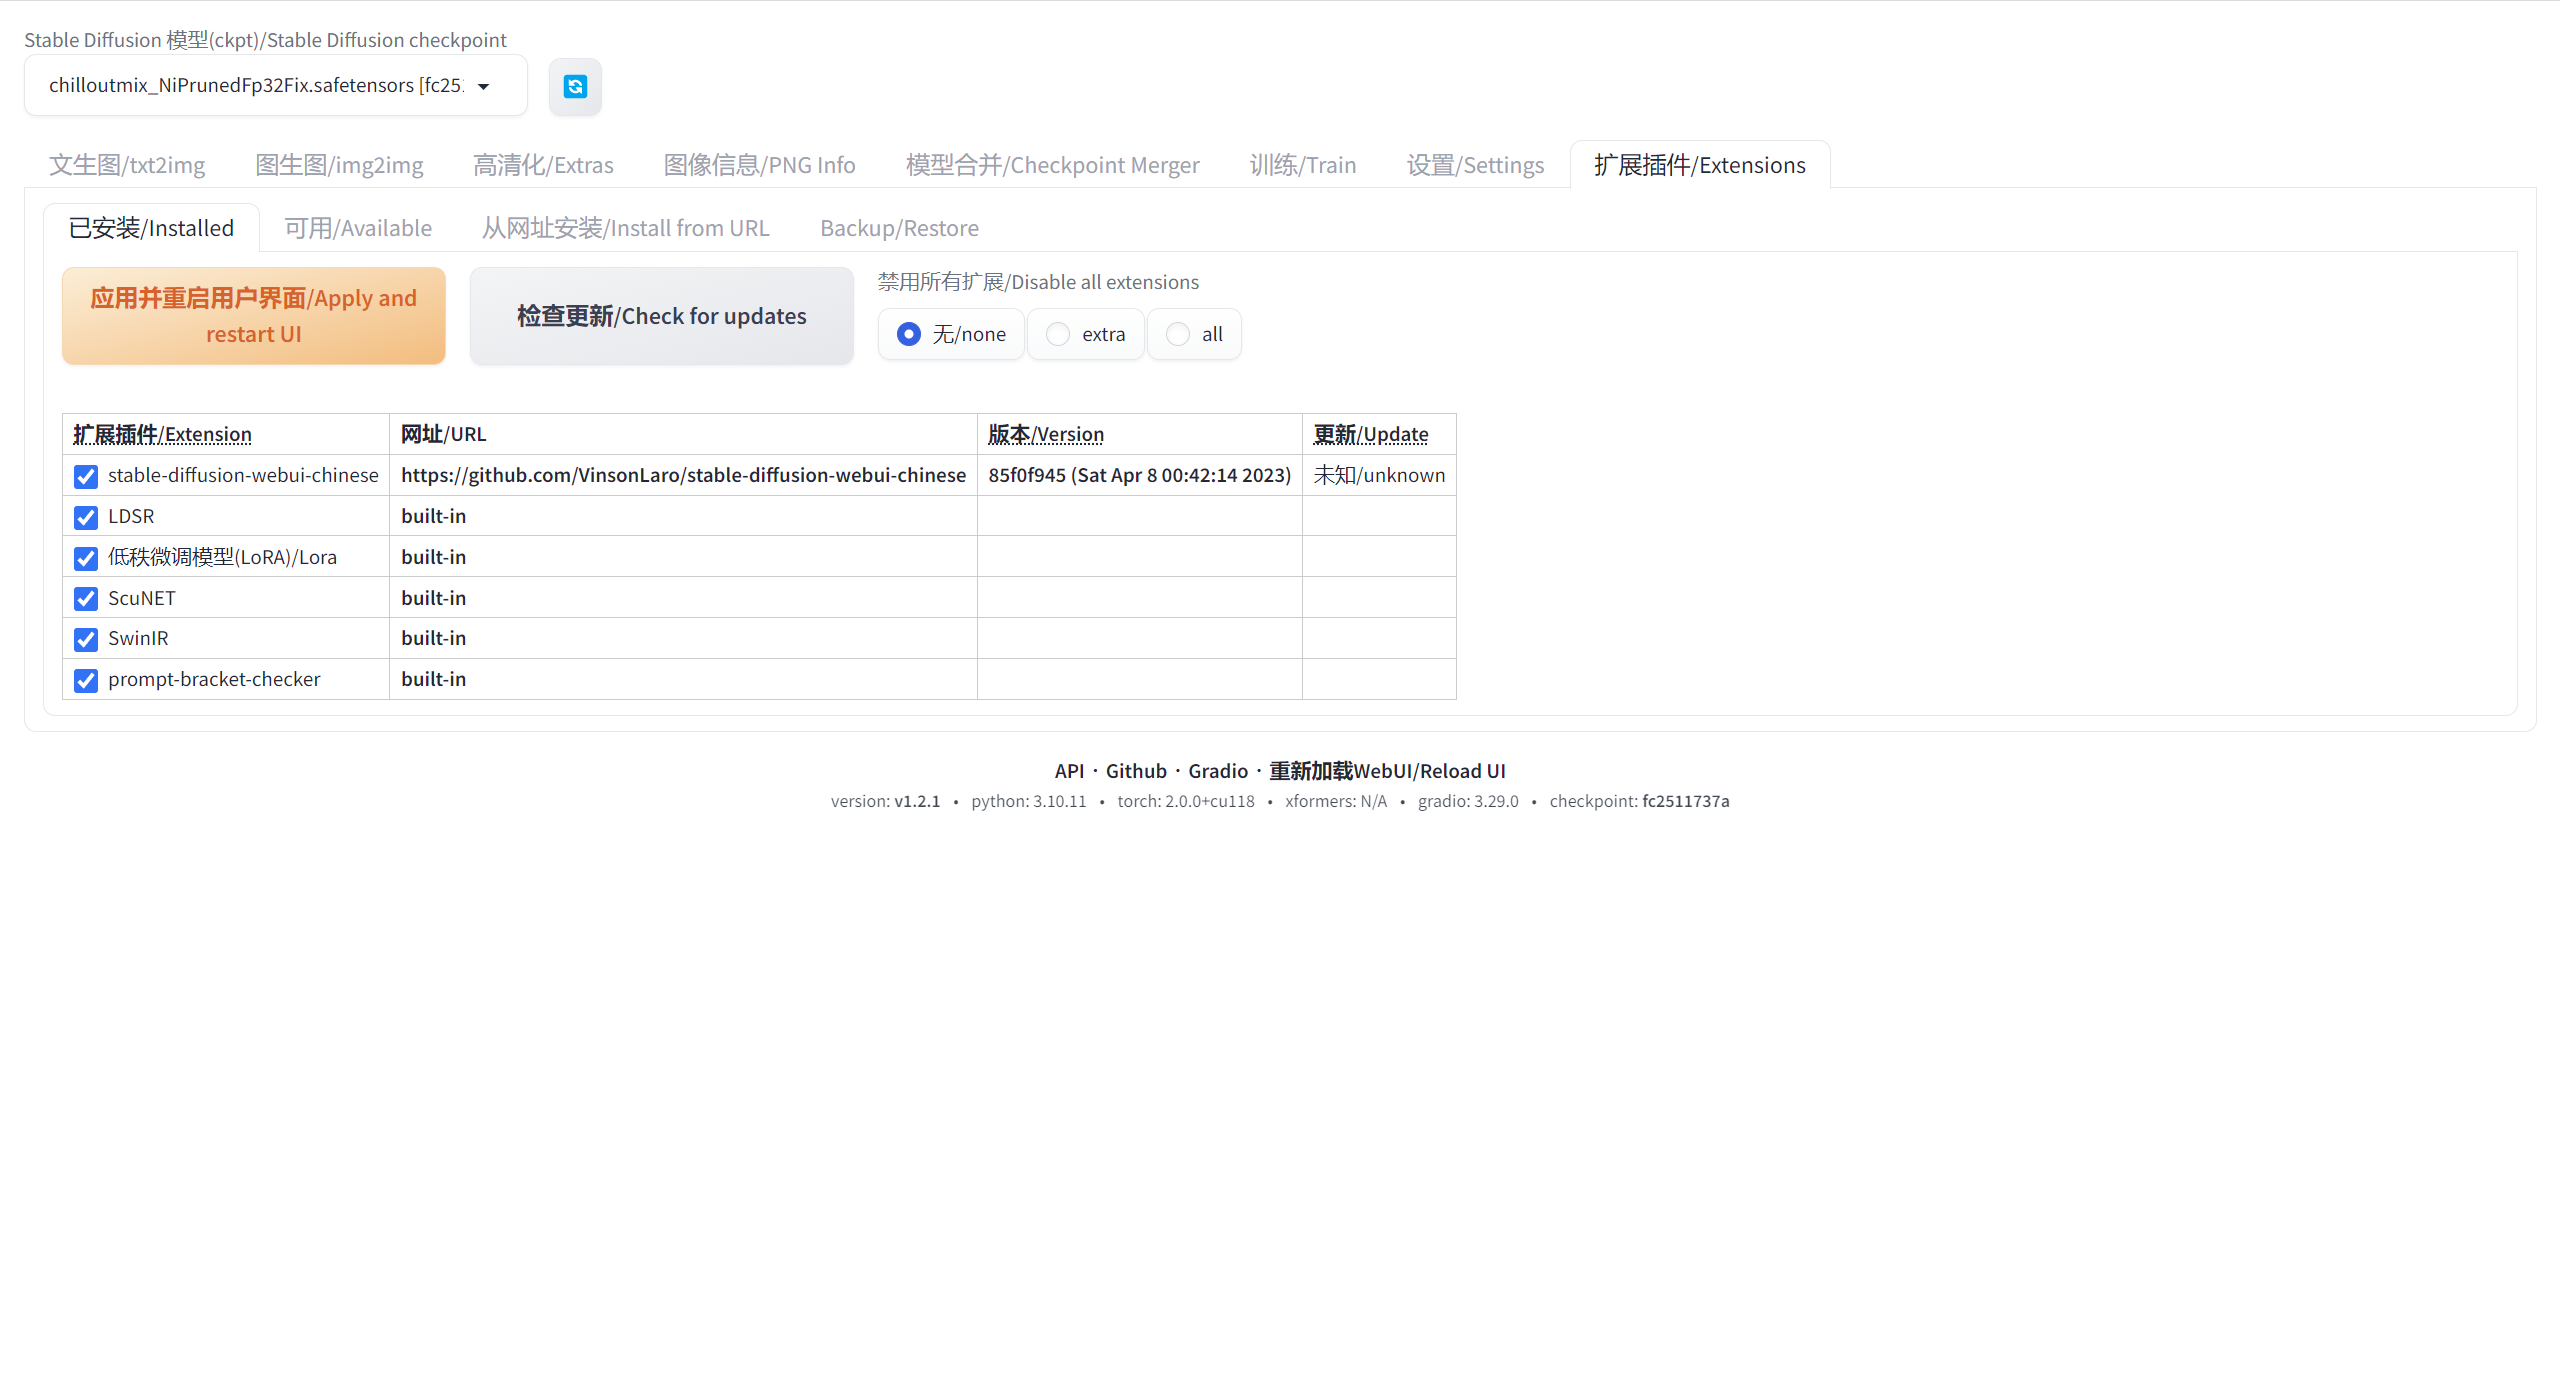 Stable Diffusion 模型(ckpt)/Stable Diffusion checkpoint
chilloutmix_NiPrunedFp32Fix.safetensors [fc25
文生图/txt2img 图生图/img2img 高清化/Extras 图像信息/PNG Info 模型合并/Checkpoint Merger 训练/Train 设置/Settings 扩展插件/Extensions
已安装/Installed 可用/Available 从网址安装/Install from URL Backup/Restore
应用并重启用户界面/Apply and
restart UI
检查更新/Check for updates
禁用所有扩展/Disable all extensions
无/none extra all
扩展插件/Extension 网址/URL 版本/Version 更新/Update
stable-diffusion-webui-chinese https://github.com/VinsonLaro/stable-diffusion-webui-chinese 85f0f945 (Sat Apr 8 00:42:14 2023) 未知/unknown
LDSR built-in
低秩微调模型(LoRA)/Lora built-in
ScuNET built-in
SwinIR built-in
prompt-bracket-checker built-in
API · Github · Gradio · 重新加载WebUI/Reload UI
version: v1.2.1 • python: 3.10.11 • torch: 2.0.0+cu118 • xformers: N/A • gradio: 3.29.0 • checkpoint: fc2511737a